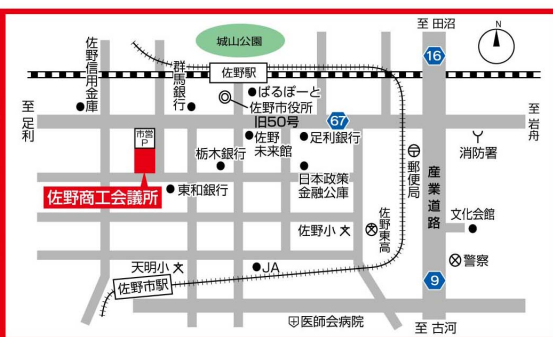 至 田沼
N
城山公園
16
佐野信用金庫
群馬銀行
佐野駅
ぱるぽーと
佐野市役所
至 足利
旧50号
67
至 岩舟
市営
P
佐野
未来館
足利銀行
消防署
栃木銀行
郵便局
産業道路
佐野商工会議所
東和銀行
日本政策
金融公庫
文化会館
佐野小
文
佐野東高
天明小
文
JA
警察
佐野市駅
9
医師会病院
至 古河